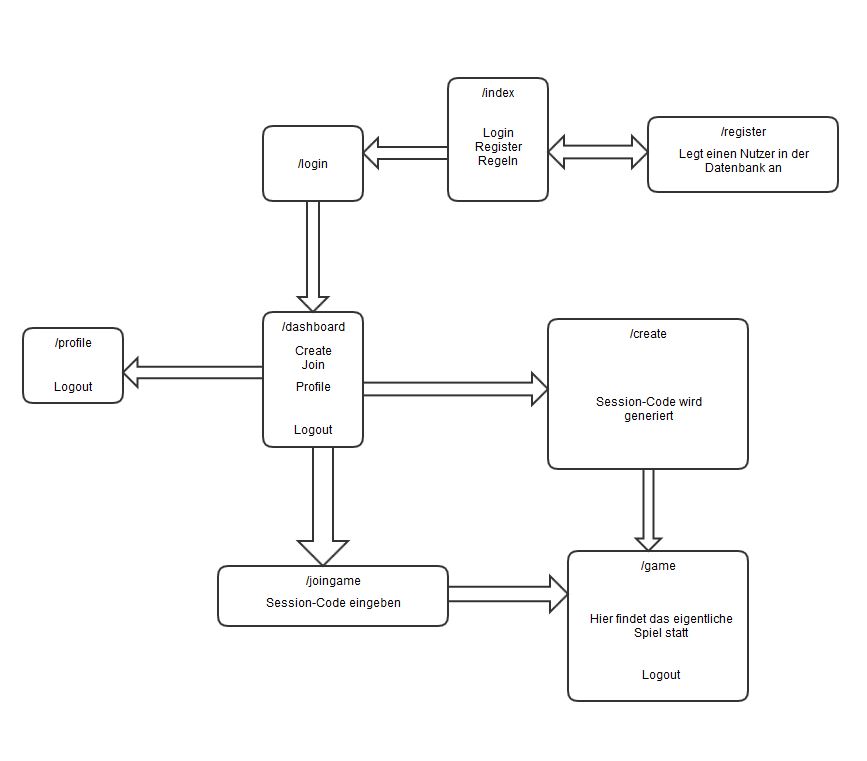 /index
Login
Register
Regeln
/login
/register
Legt einen Nutzer in der
Datenbank an
/profile
Logout
/dashboard
Create
Join
Profile
Logout
/create
Session-Code wird
generiert
/joingame
Session-Code eingeben
/game
Hier findet das eigentliche
Spiel statt
Logout